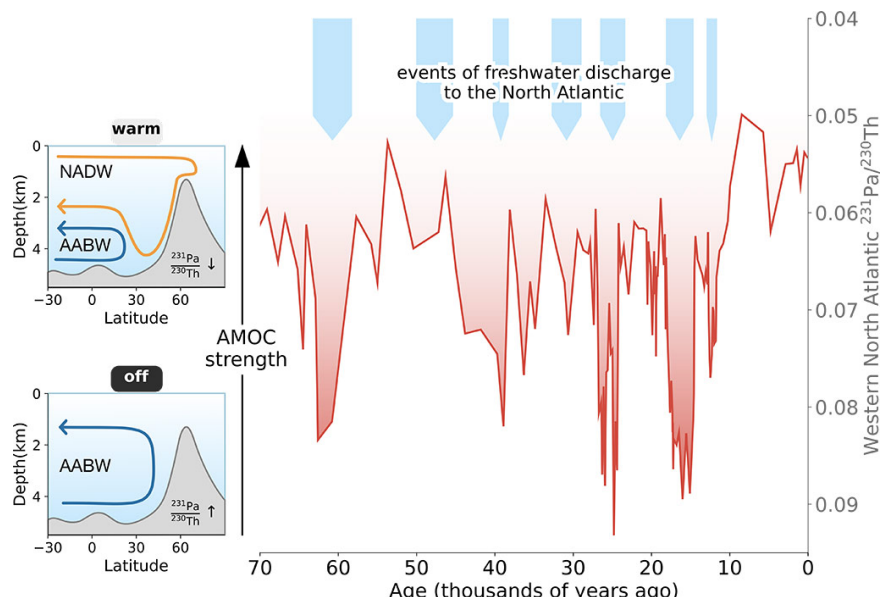 events of freshwater discharge
to the North Atlantic
warm
0
2
4
Depth(km)
NADW
AABW
231Pa
230Th ↓
−30 0 30 60
Latitude
AMOC
strength
off
0
2
4
Depth(km)
AABW
231Pa
230Th ↑
−30 0 30 60
Latitude
0.04
0.05
0.06
0.07
0.08
0.09
Western North Atlantic 231Pa/230Th
70 60 50 40 30 20 10 0
Age (thousands of years ago)